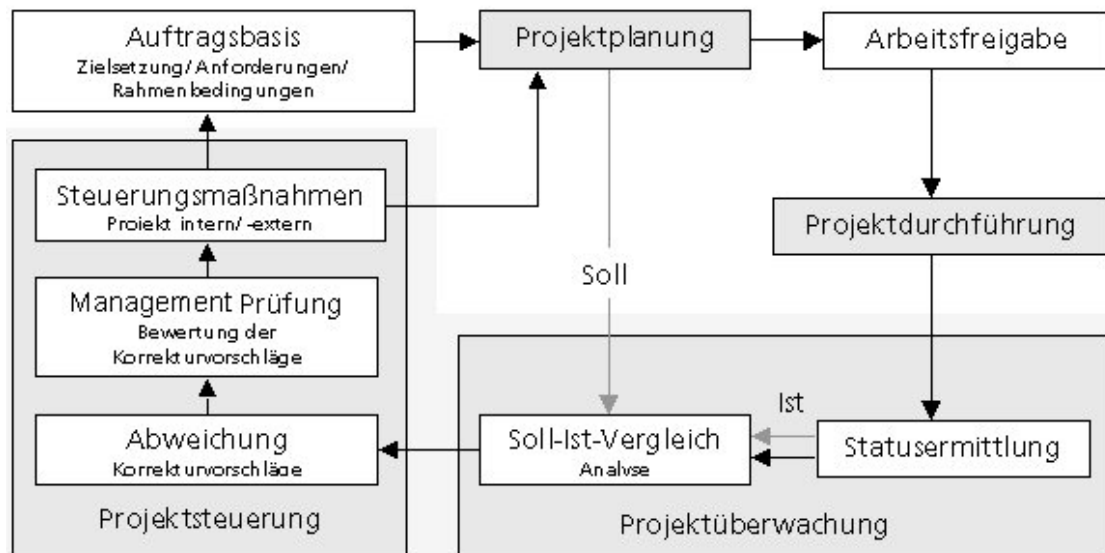 Auftragsbasis
Zielsetzung/Anforderungen/
Rahmenbedingungen
Projektplanung
Arbeitsfreigabe
Steuerungsmaßnahmen
Projekt intern/-extern
Projektdurchführung
Soll
Management Prüfung
Bewertung der
Korrekturvorschläge
Ist
Abweichung
Korrekturvorschläge
Soll-Ist-Vergleich
Analyse
Statusermittlung
Projektsteuerung
Projektüberwachung